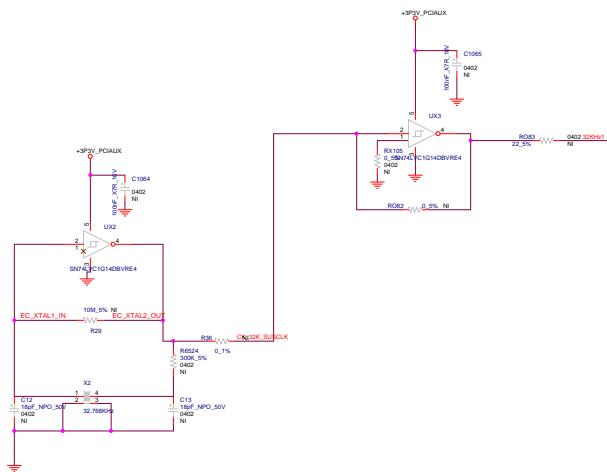 +3P3V_PCIAUX
C1065
100nF_X7R_16V
0402
NI
5
UX3
2
1
4
3
RX105
0_5%
0402
NI
SN74LVC1G14DBVRE4
RO83
22_5%
0402
NI
32KHz1
RO82
0_5%
NI
+3P3V_PCIAUX
C1064
100nF_X7R_16V
0402
NI
5
UX2
2
1
4
3
SN74LVC1G14DBVRE4
EC_XTAL1_IN
10M_5%
NI
EC_XTAL2_OUT
R29
R36
0_1%
NI
R6524
300K_5%
0402
NI
X2
1
4
2
3
32.768KHz
C12
18pF_NPO_50V
0402
NI
C13
18pF_NPO_50V
0402
NI